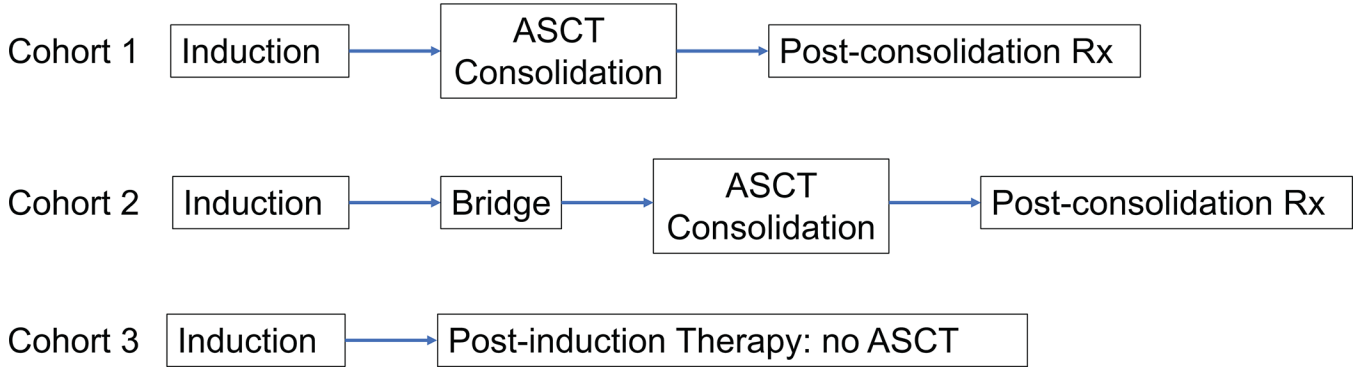 Cohort 1 Induction ASCT Consolidation Post-consolidation Rx
Cohort 2 Induction Bridge ASCT Consolidation Post-consolidation Rx
Cohort 3 Induction Post-induction Therapy: no ASCT